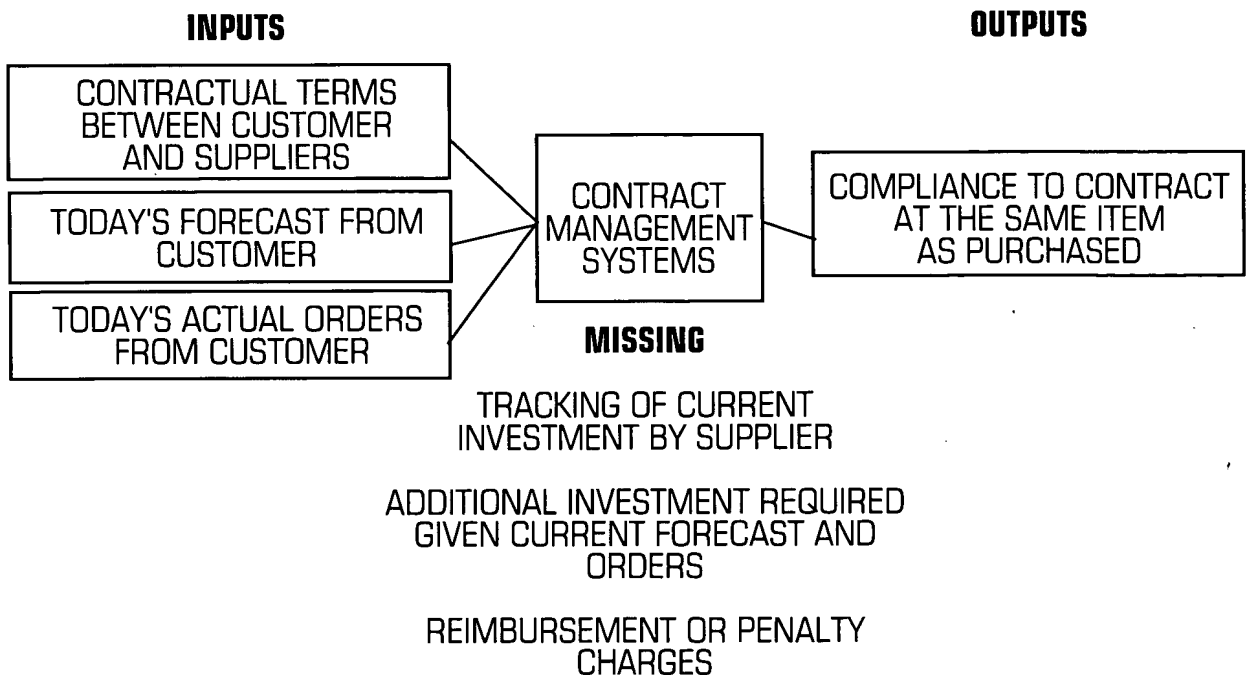 INPUTS
OUTPUTS
CONTRACTUAL TERMS
BETWEEN CUSTOMER
AND SUPPLIERS
TODAY'S FORECAST FROM
CUSTOMER
TODAY'S ACTUAL ORDERS
FROM CUSTOMER
CONTRACT
MANAGEMENT
SYSTEMS
COMPLIANCE TO CONTRACT
AT THE SAME ITEM
AS PURCHASED
MISSING
TRACKING OF CURRENT
INVESTMENT BY SUPPLIER
ADDITIONAL INVESTMENT REQUIRED
GIVEN CURRENT FORECAST AND
ORDERS
REIMBURSEMENT OR PENALTY
CHARGES